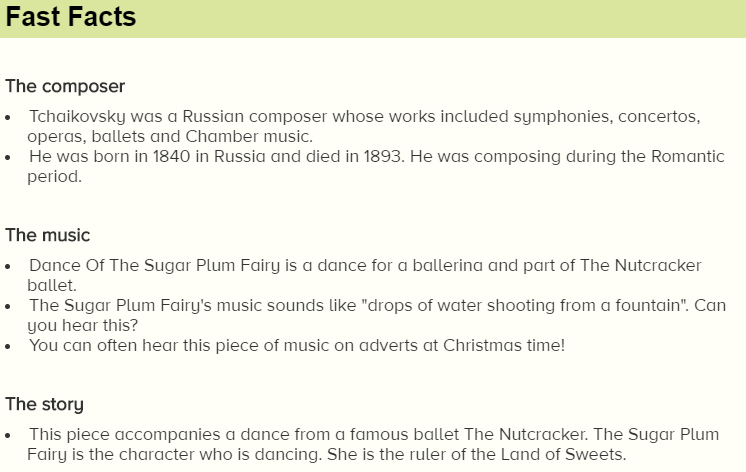 Fast Facts
The composer
• Tchaikovsky was a Russian composer whose works included symphonies, concertos,
operas, ballets and Chamber music.
• He was born in 1840 in Russia and died in 1893. He was composing during the Romantic
period.
The music
• Dance Of The Sugar Plum Fairy is a dance for a ballerina and part of The Nutcracker
ballet.
• The Sugar Plum Fairy's music sounds like "drops of water shooting from a fountain". Can
you hear this?
• You can often hear this piece of music on adverts at Christmas time!
The story
• This piece accompanies a dance from a famous ballet The Nutcracker. The Sugar Plum
Fairy is the character who is dancing. She is the ruler of the Land of Sweets.